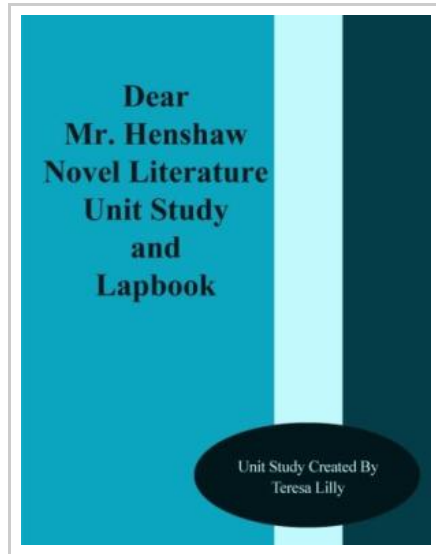 Dear
Mr. Henshaw
Novel Literature
Unit Study
and
Lapbook
Unit Study Created By
Teresa Lilly